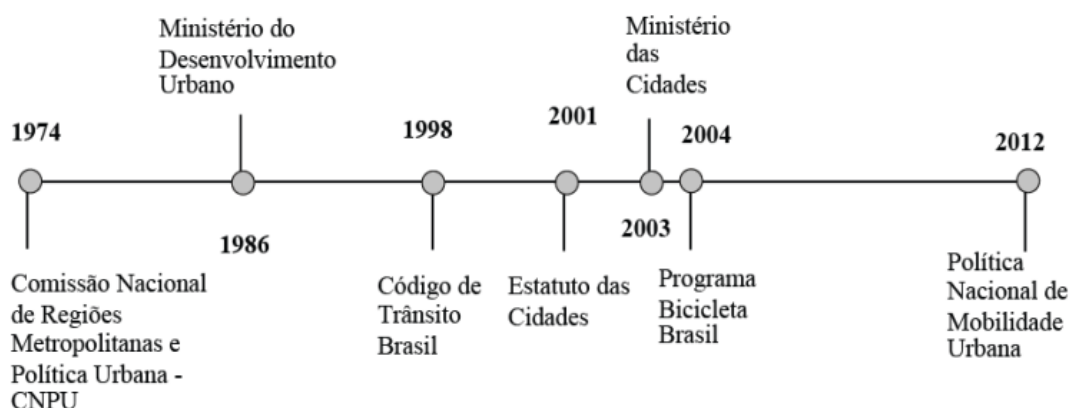 1974
Comissão Nacional
de Regiões
Metropolitanas e
Política Urbana -
CNPU
Ministério do
Desenvolvimento
Urbano
1986
1998
Código de
Trânsito
Brasil
2001
Estatuto das
Cidades
Ministério
das
Cidades
2003
2004
Programa
Bicicleta
Brasil
2012
Política
Nacional de
Mobilidade
Urbana